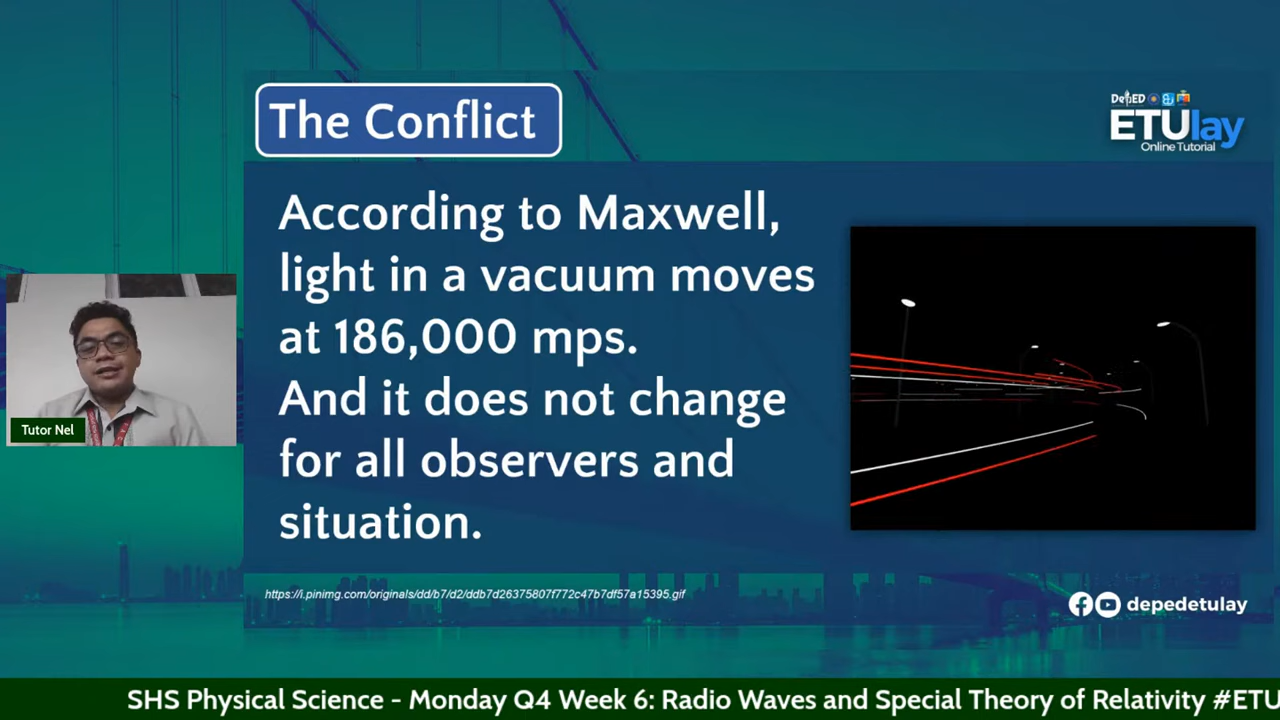 The Conflict
DepED
ETUlay
Online Tutorial
According to Maxwell,
light in a vacuum moves
at 186,000 mps.
And it does not change
for all observers and
situation.
Tutor Nel
https://i.pinimg.com/originals/dd/b7/d2/ddb7d26375807f772c47b7df57a15395.gif
depedetulay
SHS Physical Science - Monday Q4 Week 6: Radio Waves and Special Theory of Relativity #ETU